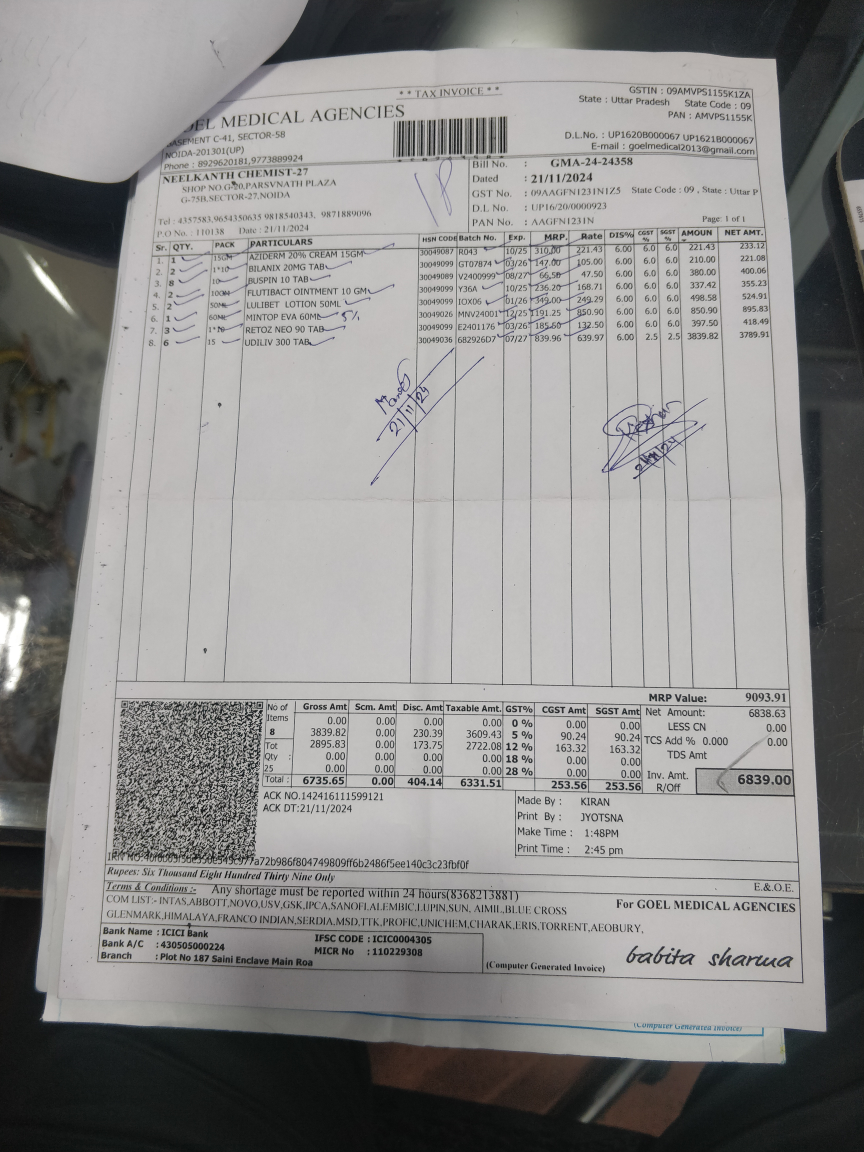 ** TAX INVOICE **
GSTIN : 09AMVPS1155K1ZA
State : Uttar Pradesh State Code : 09
PAN : AMVPS1155K
OEL MEDICAL AGENCIES
ASEMENT C-41, SECTOR-58
NOIDA-201301(UP)
Phone : 8929620181,9773889924
D.L.No. : UP1620B000067 UP1621B000067
E-mail : goelmedical2013@gmail.com
NEELKANTH CHEMIST-27
SHOP NO.G-20,PARSVNATH PLAZA
G-75B,SECTOR-27,NOIDA
Tel : 4357583,9654350635 9818540343, 9871889096
P.O No. : 110138 Date : 21/11/2024
18
Bill No. : GMA-24-24358
Dated : 21/11/2024
GST No. : 09AAGFN1231N1Z5 State Code : 09 , State : Uttar P
D.L No. : UP16/20/0000923
PAN No. : AAGFN1231N
Page: 1 of 1
Sr. QTY. PACK PARTICULARS HSN CODE Batch No. Exp. MRP. Rate DIS% CGST % SGST % AMOUN NET AMT.
1. 1 15GM AZIDERM 20% CREAM 15GM 30049087 R043 10/25 310.00 221.43 6.00 6.0 6.0 221.43 233.12
2. 2 1*10 BILANIX 20MG TAB 30049099 GT07874 03/26 147.00 105.00 6.00 6.0 6.0 210.00 221.08
3. 8 10 BUSPIN 10 TAB 30049089 V2400999 08/27 66.50 47.50 6.00 6.0 6.0 380.00 400.06
4. 2 10GM FLUTIBACT OINTMENT 10 GM 30049099 Y36A 10/25 236.20 168.71 6.00 6.0 6.0 337.42 355.23
5. 2 50ML LULIBET LOTION 50ML 30049099 IOX06 01/26 349.00 249.29 6.00 6.0 6.0 498.58 524.91
6. 1 60ML MINTOP EVA 60ML 5% 30049026 MNV24001 12/25 1191.25 850.90 6.00 6.0 6.0 850.90 895.83
7. 3 1*10 RETOZ NEO 90 TAB 30049099 E2401176 03/26 185.50 132.50 6.00 6.0 6.0 397.50 418.49
8. 6 15 UDILIV 300 TAB 30049036 682926D7 07/27 839.96 639.97 6.00 2.5 2.5 3839.82 3789.91
21/11/24
MRP Value: 9093.91
No of Items 8 Tot Qty : 25
Gross Amt Scm. Amt Disc. Amt Taxable Amt. GST% CGST Amt SGST Amt
0.00 0.00 0.00 0.00 0 % 0.00 0.00
3839.82 0.00 230.39 3609.43 5 % 90.24 90.24
2895.83 0.00 173.75 2722.08 12 % 163.32 163.32
0.00 0.00 0.00 0.00 18 % 0.00 0.00
0.00 0.00 0.00 0.00 28 % 0.00 0.00
Total : 6735.65 0.00 404.14 6331.51 253.56 253.56
Net Amount: 6838.63
LESS CN 0.00
TCS Add % 0.000 0.00
TDS Amt :
Inv. Amt. R/Off 6839.00
ACK NO.142416111599121
ACK DT:21/11/2024
Made By : KIRAN
Print By : JYOTSNA
Make Time : 1:48PM
Print Time : 2:45 pm
Rupees: Six Thousand Eight Hundred Thirty Nine Only
E.&O.E.
Terms & Conditions :- Any shortage must be reported within 24 hours(8368213881)
COM LIST:- INTAS,ABBOTT,NOVO,USV,GSK,IPCA,SANOFI,ALEMBIC,LUPIN,SUN, AIMIL,BLUE CROSS
GLENMARK,HIMALAYA,FRANCO INDIAN,SERDIA,MSD,TTK,PROFIC,UNICHEM,CHARAK,ERIS,TORRENT,AEOBURY,
For GOEL MEDICAL AGENCIES
Bank Name : ICICI Bank IFSC CODE : ICIC0004305
Bank A/C : 430505000224 MICR No : 110229308
Branch : Plot No 187 Saini Enclave Main Roa
(Computer Generated Invoice)
babita sharma
(Computer Generated Invoice)